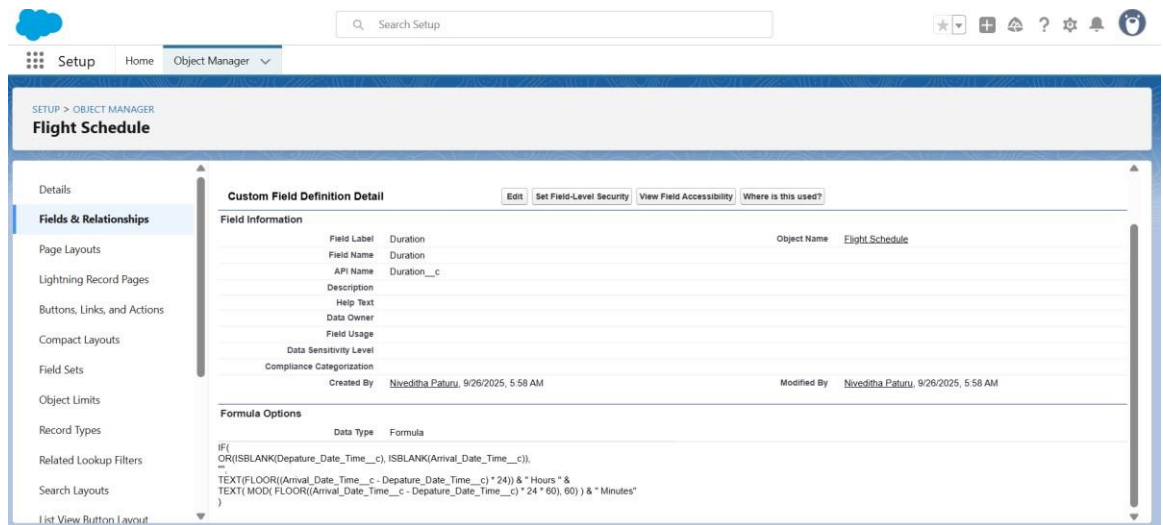 Search Setup
Setup
Home
Object Manager
SETUP > OBJECT MANAGER
Flight Schedule
Details
Fields & Relationships
Page Layouts
Lightning Record Pages
Buttons, Links, and Actions
Compact Layouts
Field Sets
Object Limits
Record Types
Related Lookup Filters
Search Layouts
List View Button Layout
Custom Field Definition Detail
Edit
Set Field-Level Security
View Field Accessibility
Where is this used?
Field Information
Field Label Duration
Object Name Flight Schedule
Field Name Duration
API Name Duration__c
Description
Help Text
Data Owner
Field Usage
Data Sensitivity Level
Compliance Categorization
Created By Niveditha Paturu, 9/26/2025, 5:58 AM
Modified By Niveditha Paturu, 9/26/2025, 5:58 AM
Formula Options
Data Type Formula
IF(
OR(ISBLANK(Depature_Date_Time__c), ISBLANK(Arrival_Date_Time__c)),
"",
TEXT(FLOOR((Arrival_Date_Time__c - Depature_Date_Time__c) * 24)) & " Hours " &
TEXT( MOD( FLOOR((Arrival_Date_Time__c - Depature_Date_Time__c) * 24 * 60), 60) ) & " Minutes"
)